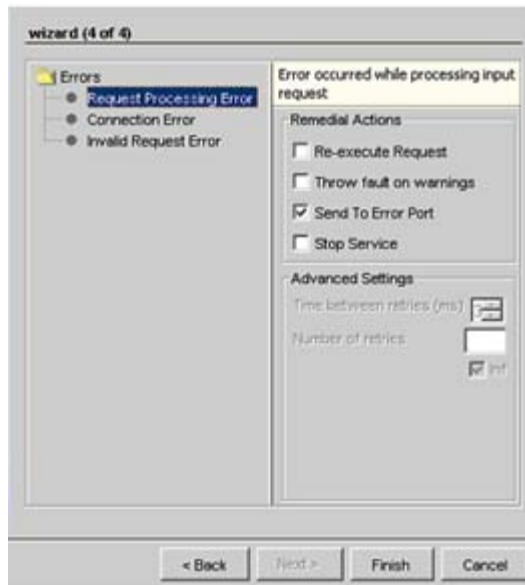 wizard (4 of 4)
Errors
Request Processing Error
Connection Error
Invalid Request Error
Error occurred while processing input
request
Remedial Actions
Re-execute Request
Throw fault on warnings
Send To Error Port
Stop Service
Advanced Settings
Time between retries (ms)
Number of retries
Inf
< Back
Next >
Finish
Cancel